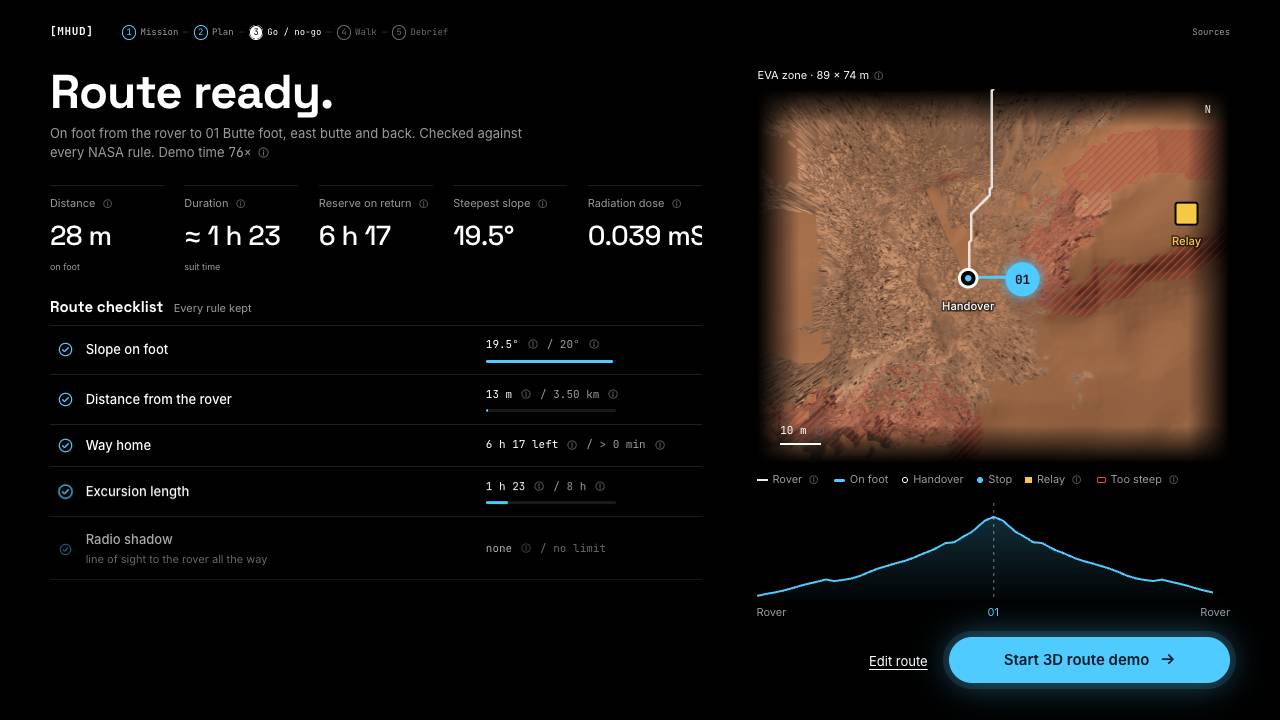 [MHUD]
1 Mission – 2 Plan – 3 Go / no-go – 4 Walk – 5 Debrief
Sources
Route ready.
On foot from the rover to 01 Butte foot, east butte and back. Checked against
every NASA rule. Demo time 76×
Distance
28 m
on foot
Duration
≈ 1 h 23
suit time
Reserve on return
6 h 17
Steepest slope
19.5°
Radiation dose
0.039 mS
Route checklist Every rule kept
Slope on foot 19.5° / 20°
Distance from the rover 13 m / 3.50 km
Way home 6 h 17 left / > 0 min
Excursion length 1 h 23 / 8 h
Radio shadow none / no limit
line of sight to the rover all the way
EVA zone · 89 × 74 m
N
Relay
01
Handover
10 m
Rover On foot Handover Stop Relay Too steep
Rover 01 Rover
Edit route Start 3D route demo →